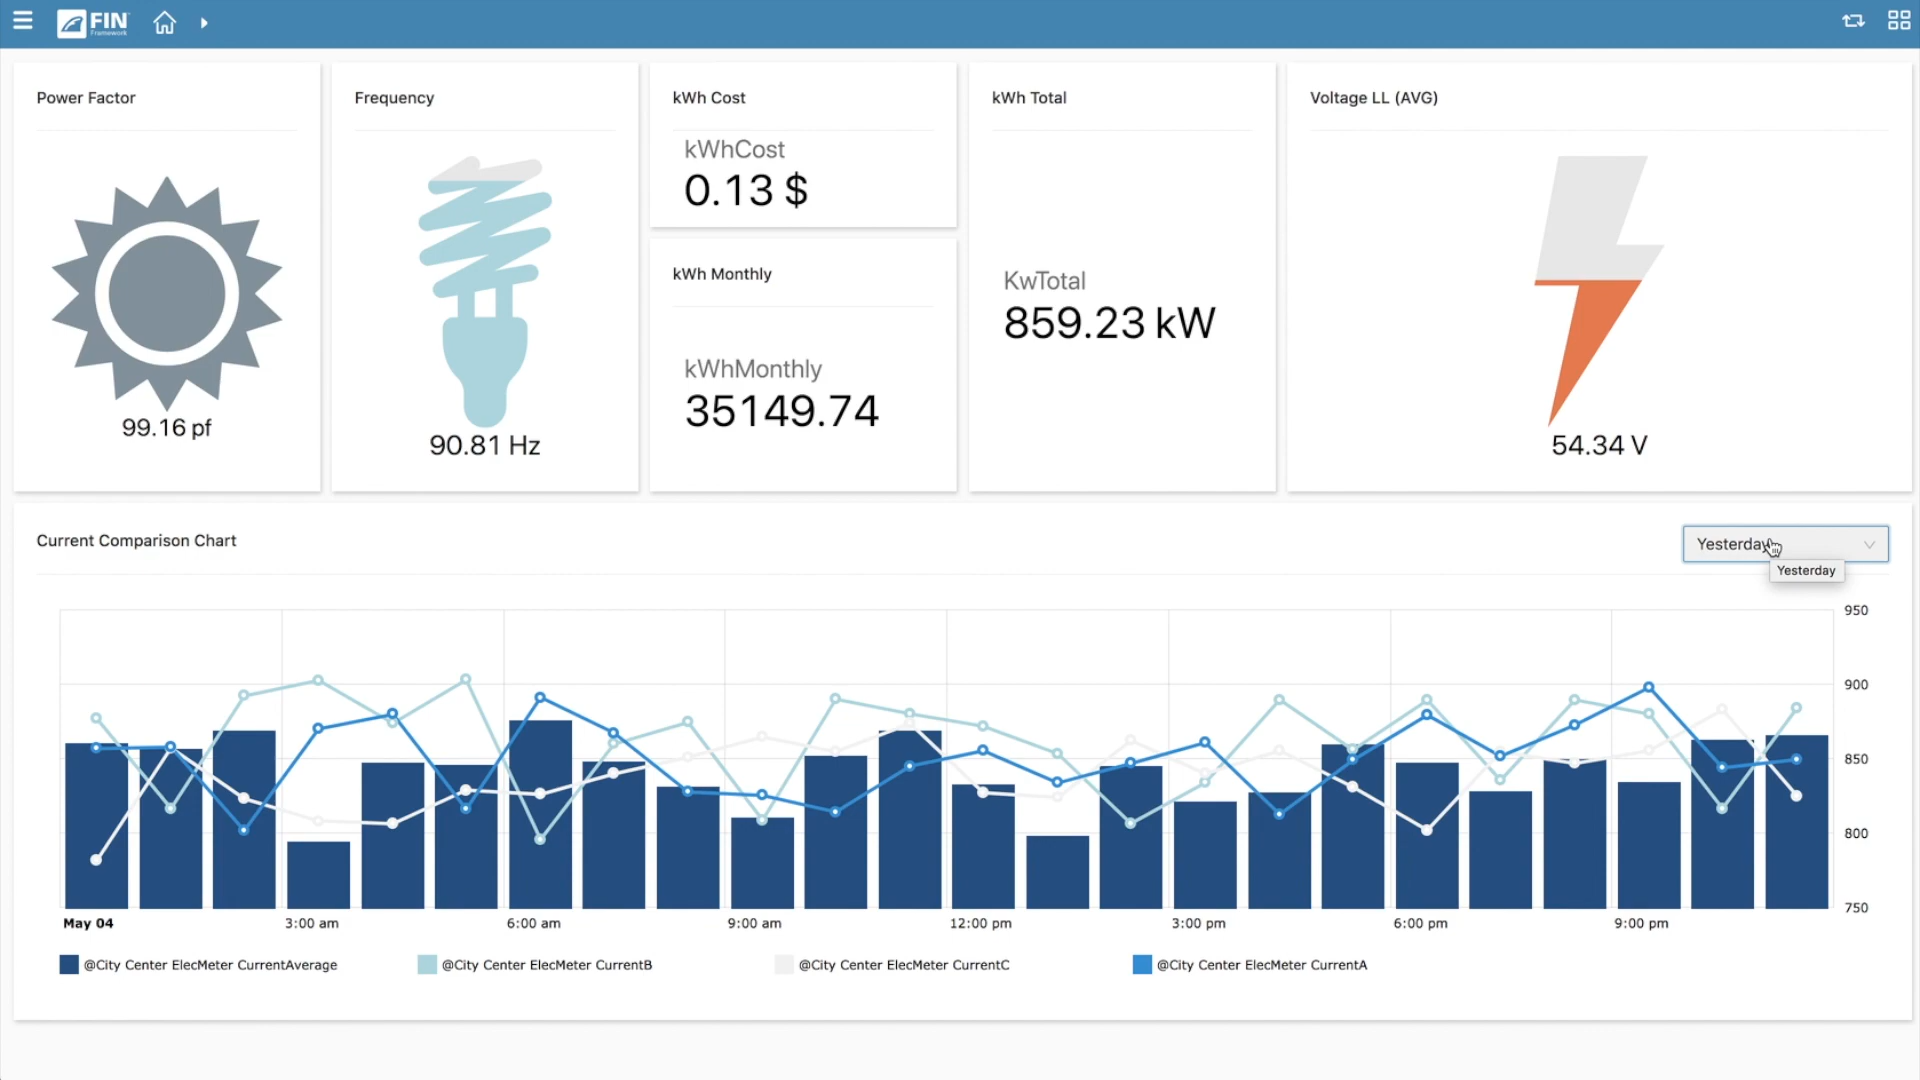 FIN
Framework
Power Factor
99.16 pf
Frequency
90.81 Hz
kWh Cost
kWhCost
0.13 $
kWh Monthly
kWhMonthly
35149.74
kWh Total
KwTotal
859.23 kW
Voltage LL (AVG)
54.34 V
Current Comparison Chart
Yesterday
Yesterday
950
900
850
800
750
May 04
3:00 am
6:00 am
9:00 am
12:00 pm
3:00 pm
6:00 pm
9:00 pm
@City Center ElecMeter CurrentAverage
@City Center ElecMeter CurrentB
@City Center ElecMeter CurrentC
@City Center ElecMeter CurrentA